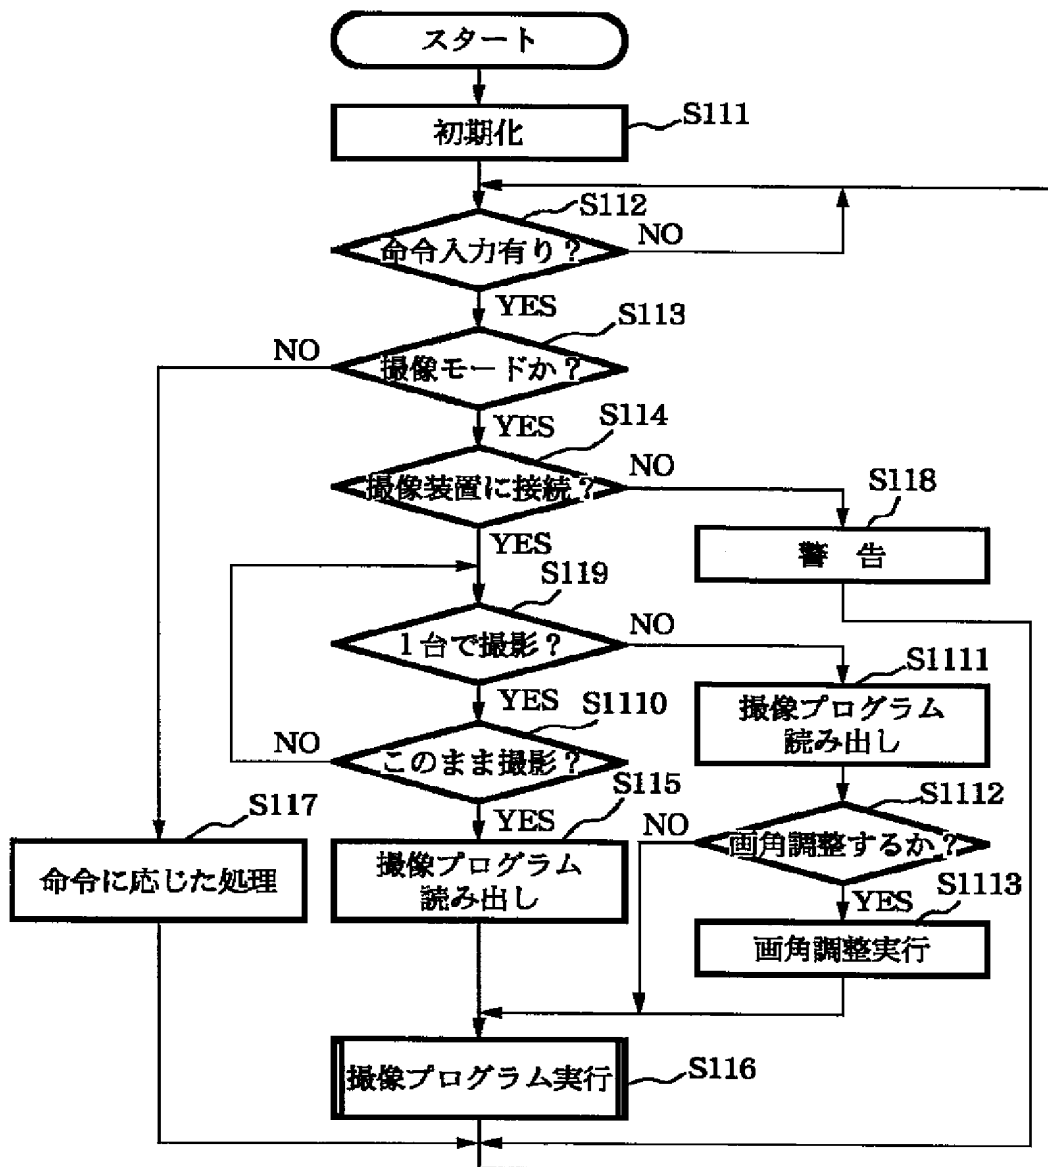 スタート
S111
初期化
S112
命令入力有り？
NO
YES
S113
NO
撮像モードか？
YES
S114
撮像装置に接続？
NO
S118
警 告
YES
S119
1台で撮影？
NO
S1111
撮像プログラム
読み出し
YES
S1110
NO
このまま撮影？
S115
YES
S1112
NO
画角調整するか？
S117
命令に応じた処理
撮像プログラム
読み出し
YES
S1113
画角調整実行
撮像プログラム実行
S116